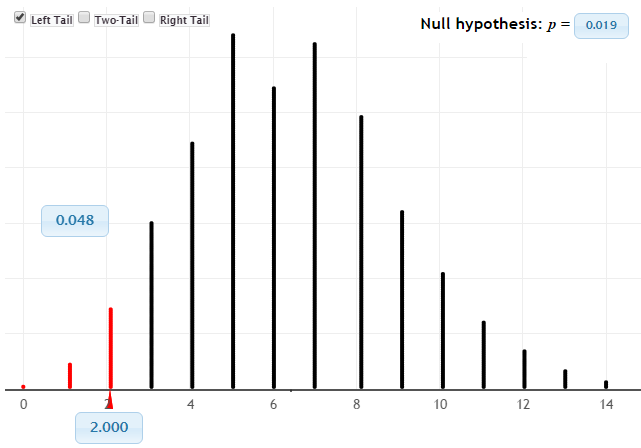 Left Tail Two-Tail Right Tail
Null hypothesis: p = 0.019
0.048
0 2 4 6 8 10 12 14
2.000